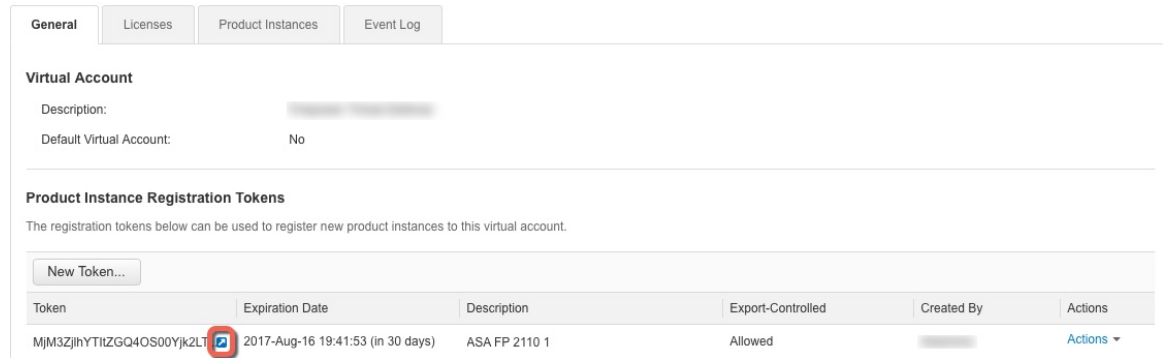 General Licenses Product Instances Event Log
Virtual Account
Description:
Default Virtual Account: No
Product Instance Registration Tokens
The registration tokens below can be used to register new product instances to this virtual account.
New Token...
Token Expiration Date Description Export-Controlled Created By Actions
MjM3ZjlhYTItZGQ4OS00Yjk2LT 2017-Aug-16 19:41:53 (in 30 days) ASA FP 2110 1 Allowed Actions